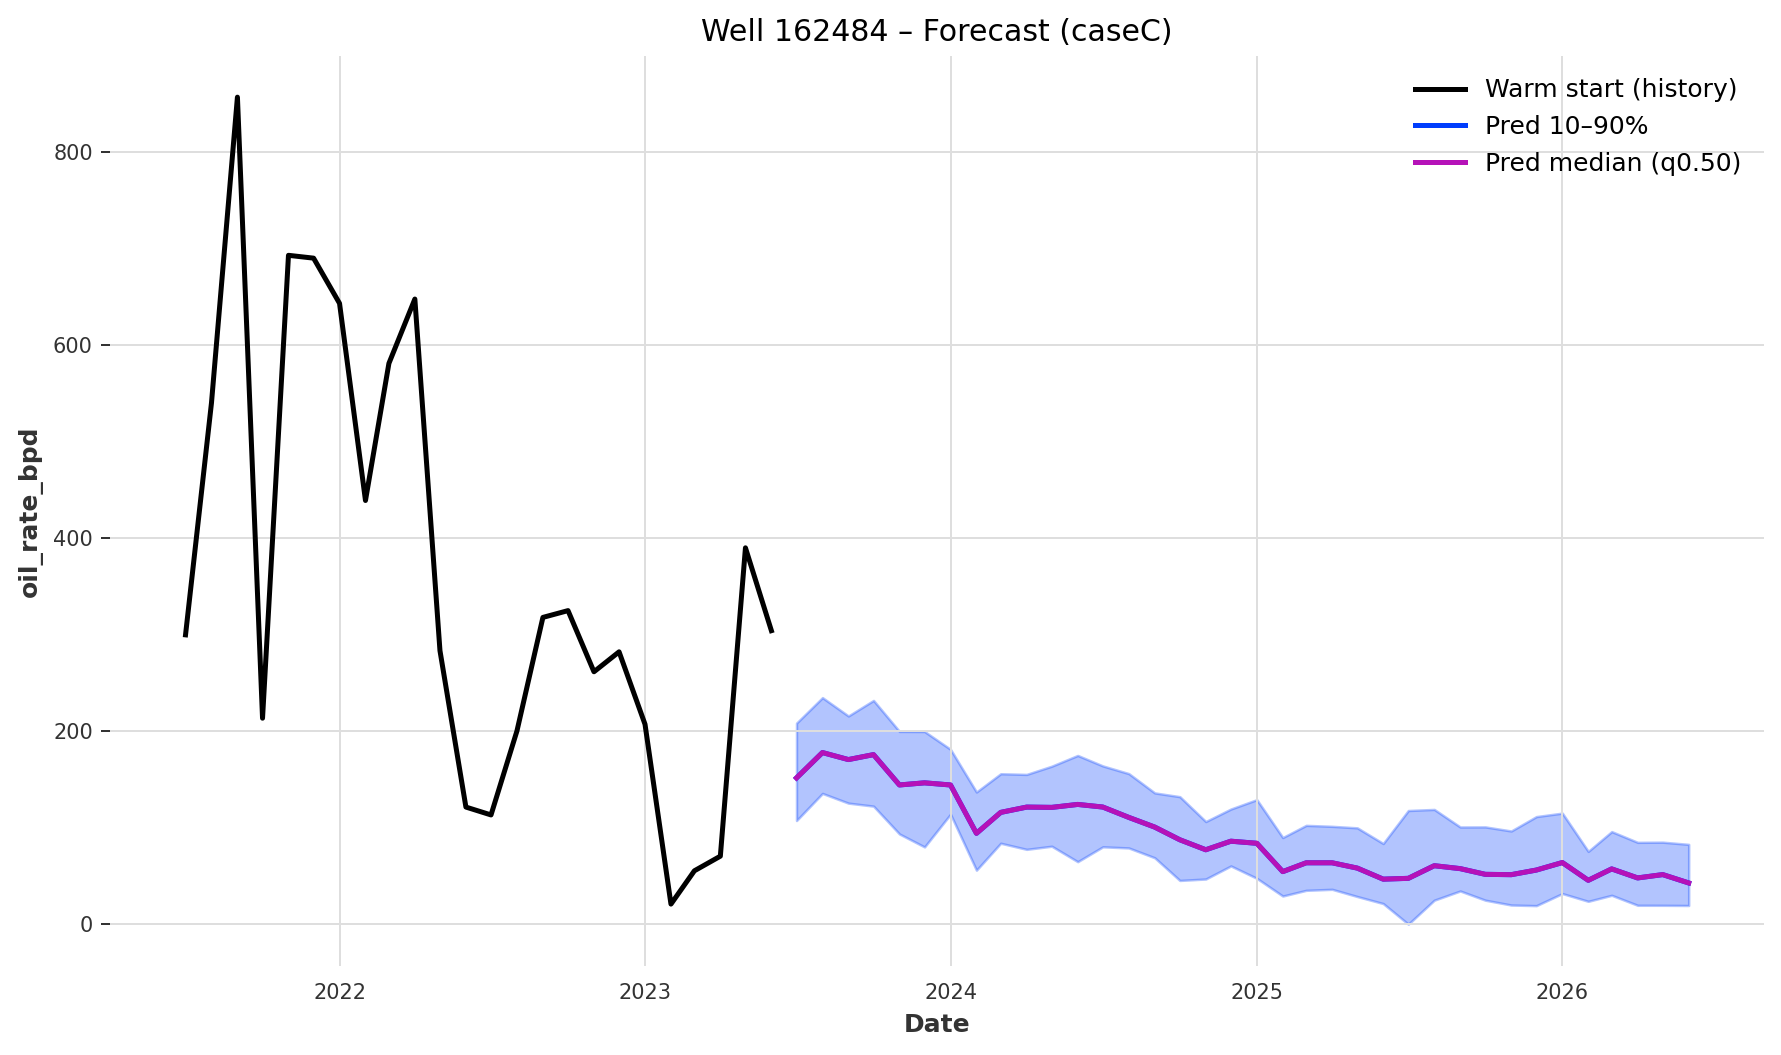 Well 162484 – Forecast (caseC)
Warm start (history)
Pred 10–90%
Pred median (q0.50)
oil_rate_bpd
800
600
400
200
0
2022
2023
2024
2025
2026
Date